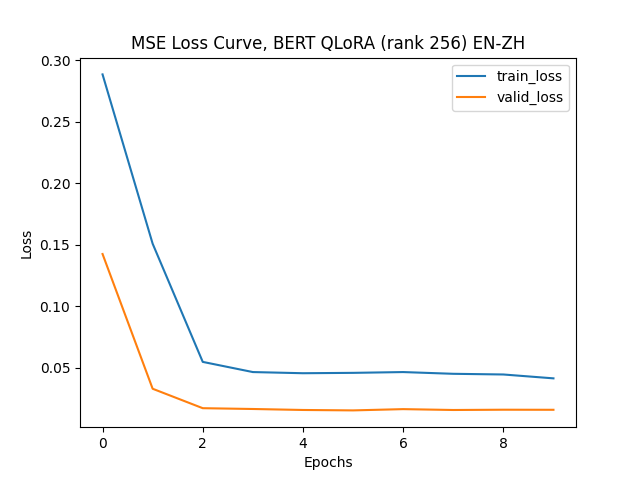 MSE Loss Curve, BERT QLoRA (rank 256) EN-ZH
train_loss
valid_loss
0.30
0.25
0.20
0.15
0.10
0.05
Loss
0 2 4 6 8
Epochs